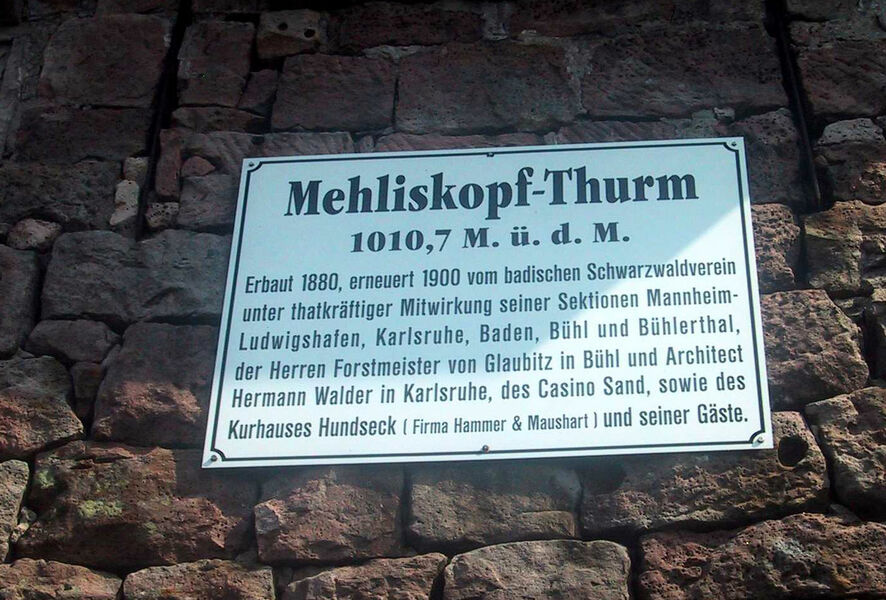 Mehliskopf-Thurm
1010,7 M. ü. d. M.
Erbaut 1880, erneuert 1900 vom badischen Schwarzwaldverein
unter thatkräftiger Mitwirkung seiner Sektionen Mannheim-
Ludwigshafen, Karlsruhe, Baden, Bühl und Bühlerthal,
der Herren Forstmeister von Glaubitz in Bühl und Architect
Hermann Walder in Karlsruhe, des Casino Sand, sowie des
Kurhauses Hundseck ( Firma Hammer & Maushart ) und seiner Gäste.